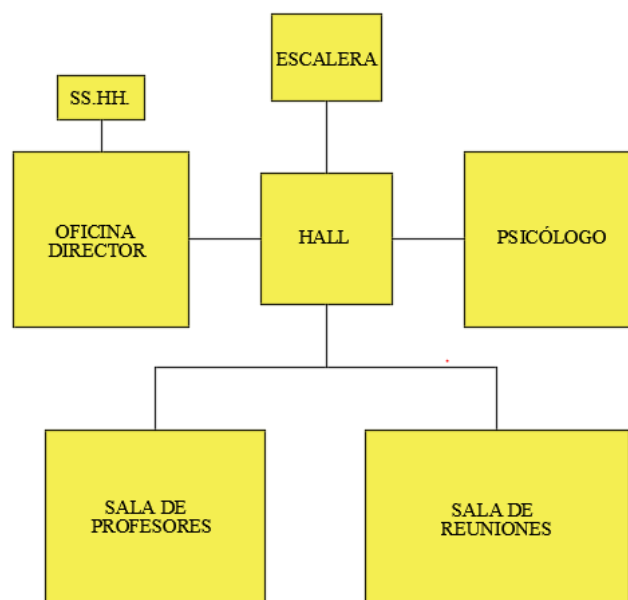 ESCALERA
SS.HH.
OFICINA
DIRECTOR
HALL
PSICÓLOGO
SALA DE
PROFESORES
SALA DE
REUNIONES